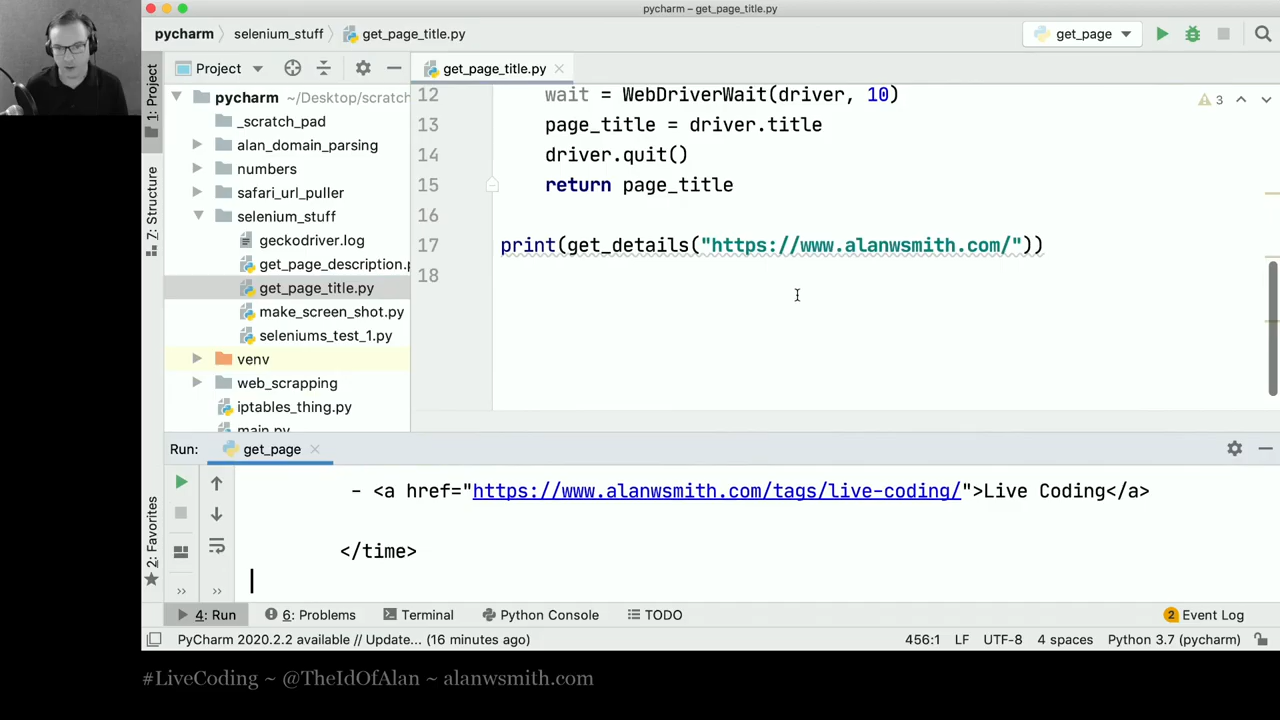 pycharm – get_page_title.py
pycharm selenium_stuff get_page_title.py get_page
1: Project
Project
get_page_title.py
pycharm ~/Desktop/scratch
_scratch_pad
alan_domain_parsing
numbers
safari_url_puller
selenium_stuff
geckodriver.log
get_page_description.p
get_page_title.py
make_screen_shot.py
seleniums_test_1.py
venv
web_scrapping
iptables_thing.py
main.py
7: Structure
2: Favorites
12 wait = WebDriverWait(driver, 10)
13 page_title = driver.title
14 driver.quit()
15 return page_title
16
17 print(get_details("https://www.alanwsmith.com/"))
18
3
Run: get_page
- <a href="https://www.alanwsmith.com/tags/live-coding/">Live Coding</a>
</time>
4: Run 6: Problems Terminal Python Console TODO 2 Event Log
PyCharm 2020.2.2 available // Update... (16 minutes ago) 456:1 LF UTF-8 4 spaces Python 3.7 (pycharm)
#LiveCoding ~ @TheIdOfAlan ~ alanwsmith.com